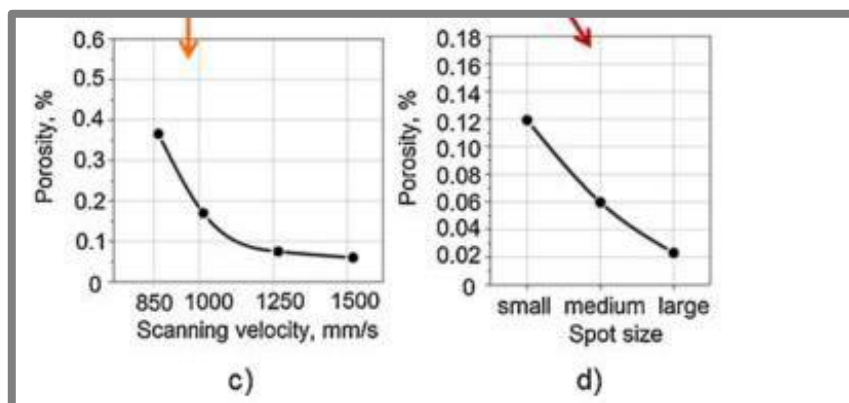 0.6
0.5
0.4
0.3
0.2
0.1
0
Porosity, %
850 1000 1250 1500
Scanning velocity, mm/s
c)
0.18
0.16
0.14
0.12
0.10
0.08
0.06
0.04
0.02
0
Porosity, %
small medium large
Spot size
d)